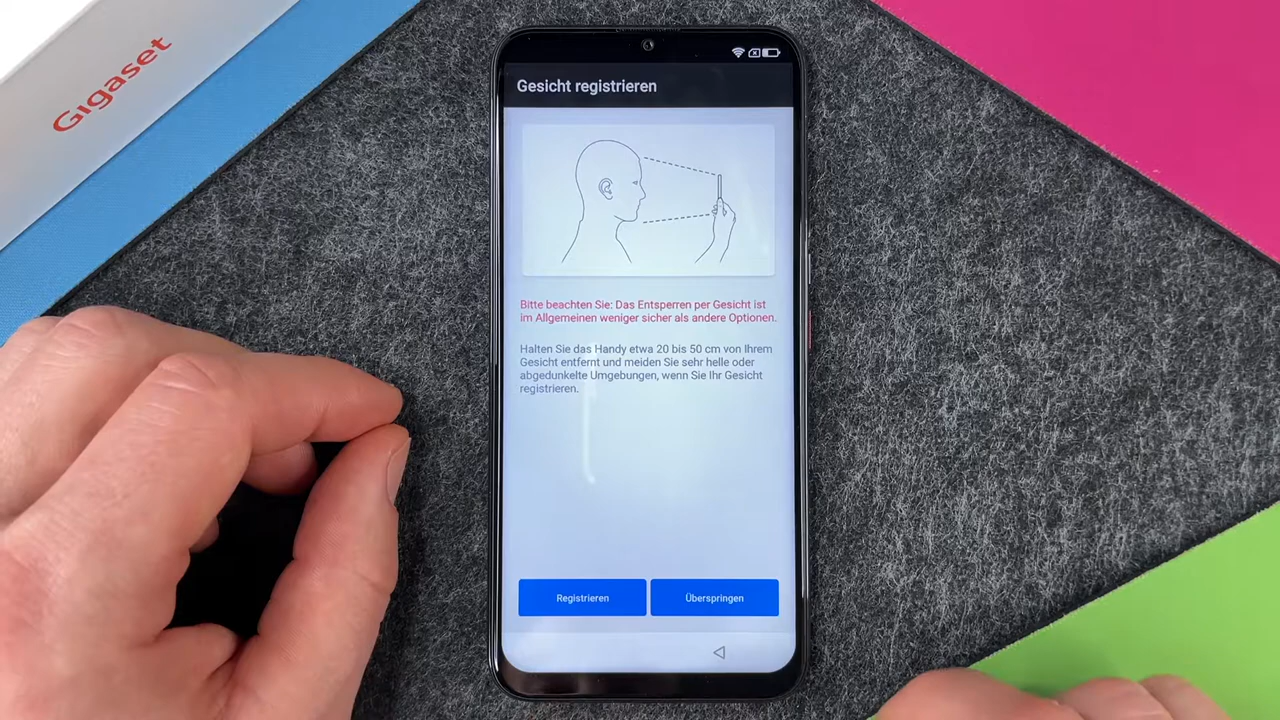 Gigaset
Gesicht registrieren
Bitte beachten Sie: Das Entsperren per Gesicht ist
im Allgemeinen weniger sicher als andere Optionen.
Halten Sie das Handy etwa 20 bis 50 cm von Ihrem
Gesicht entfernt und meiden Sie sehr helle oder
abgedunkelte Umgebungen, wenn Sie Ihr Gesicht
registrieren.
Registrieren
Überspringen